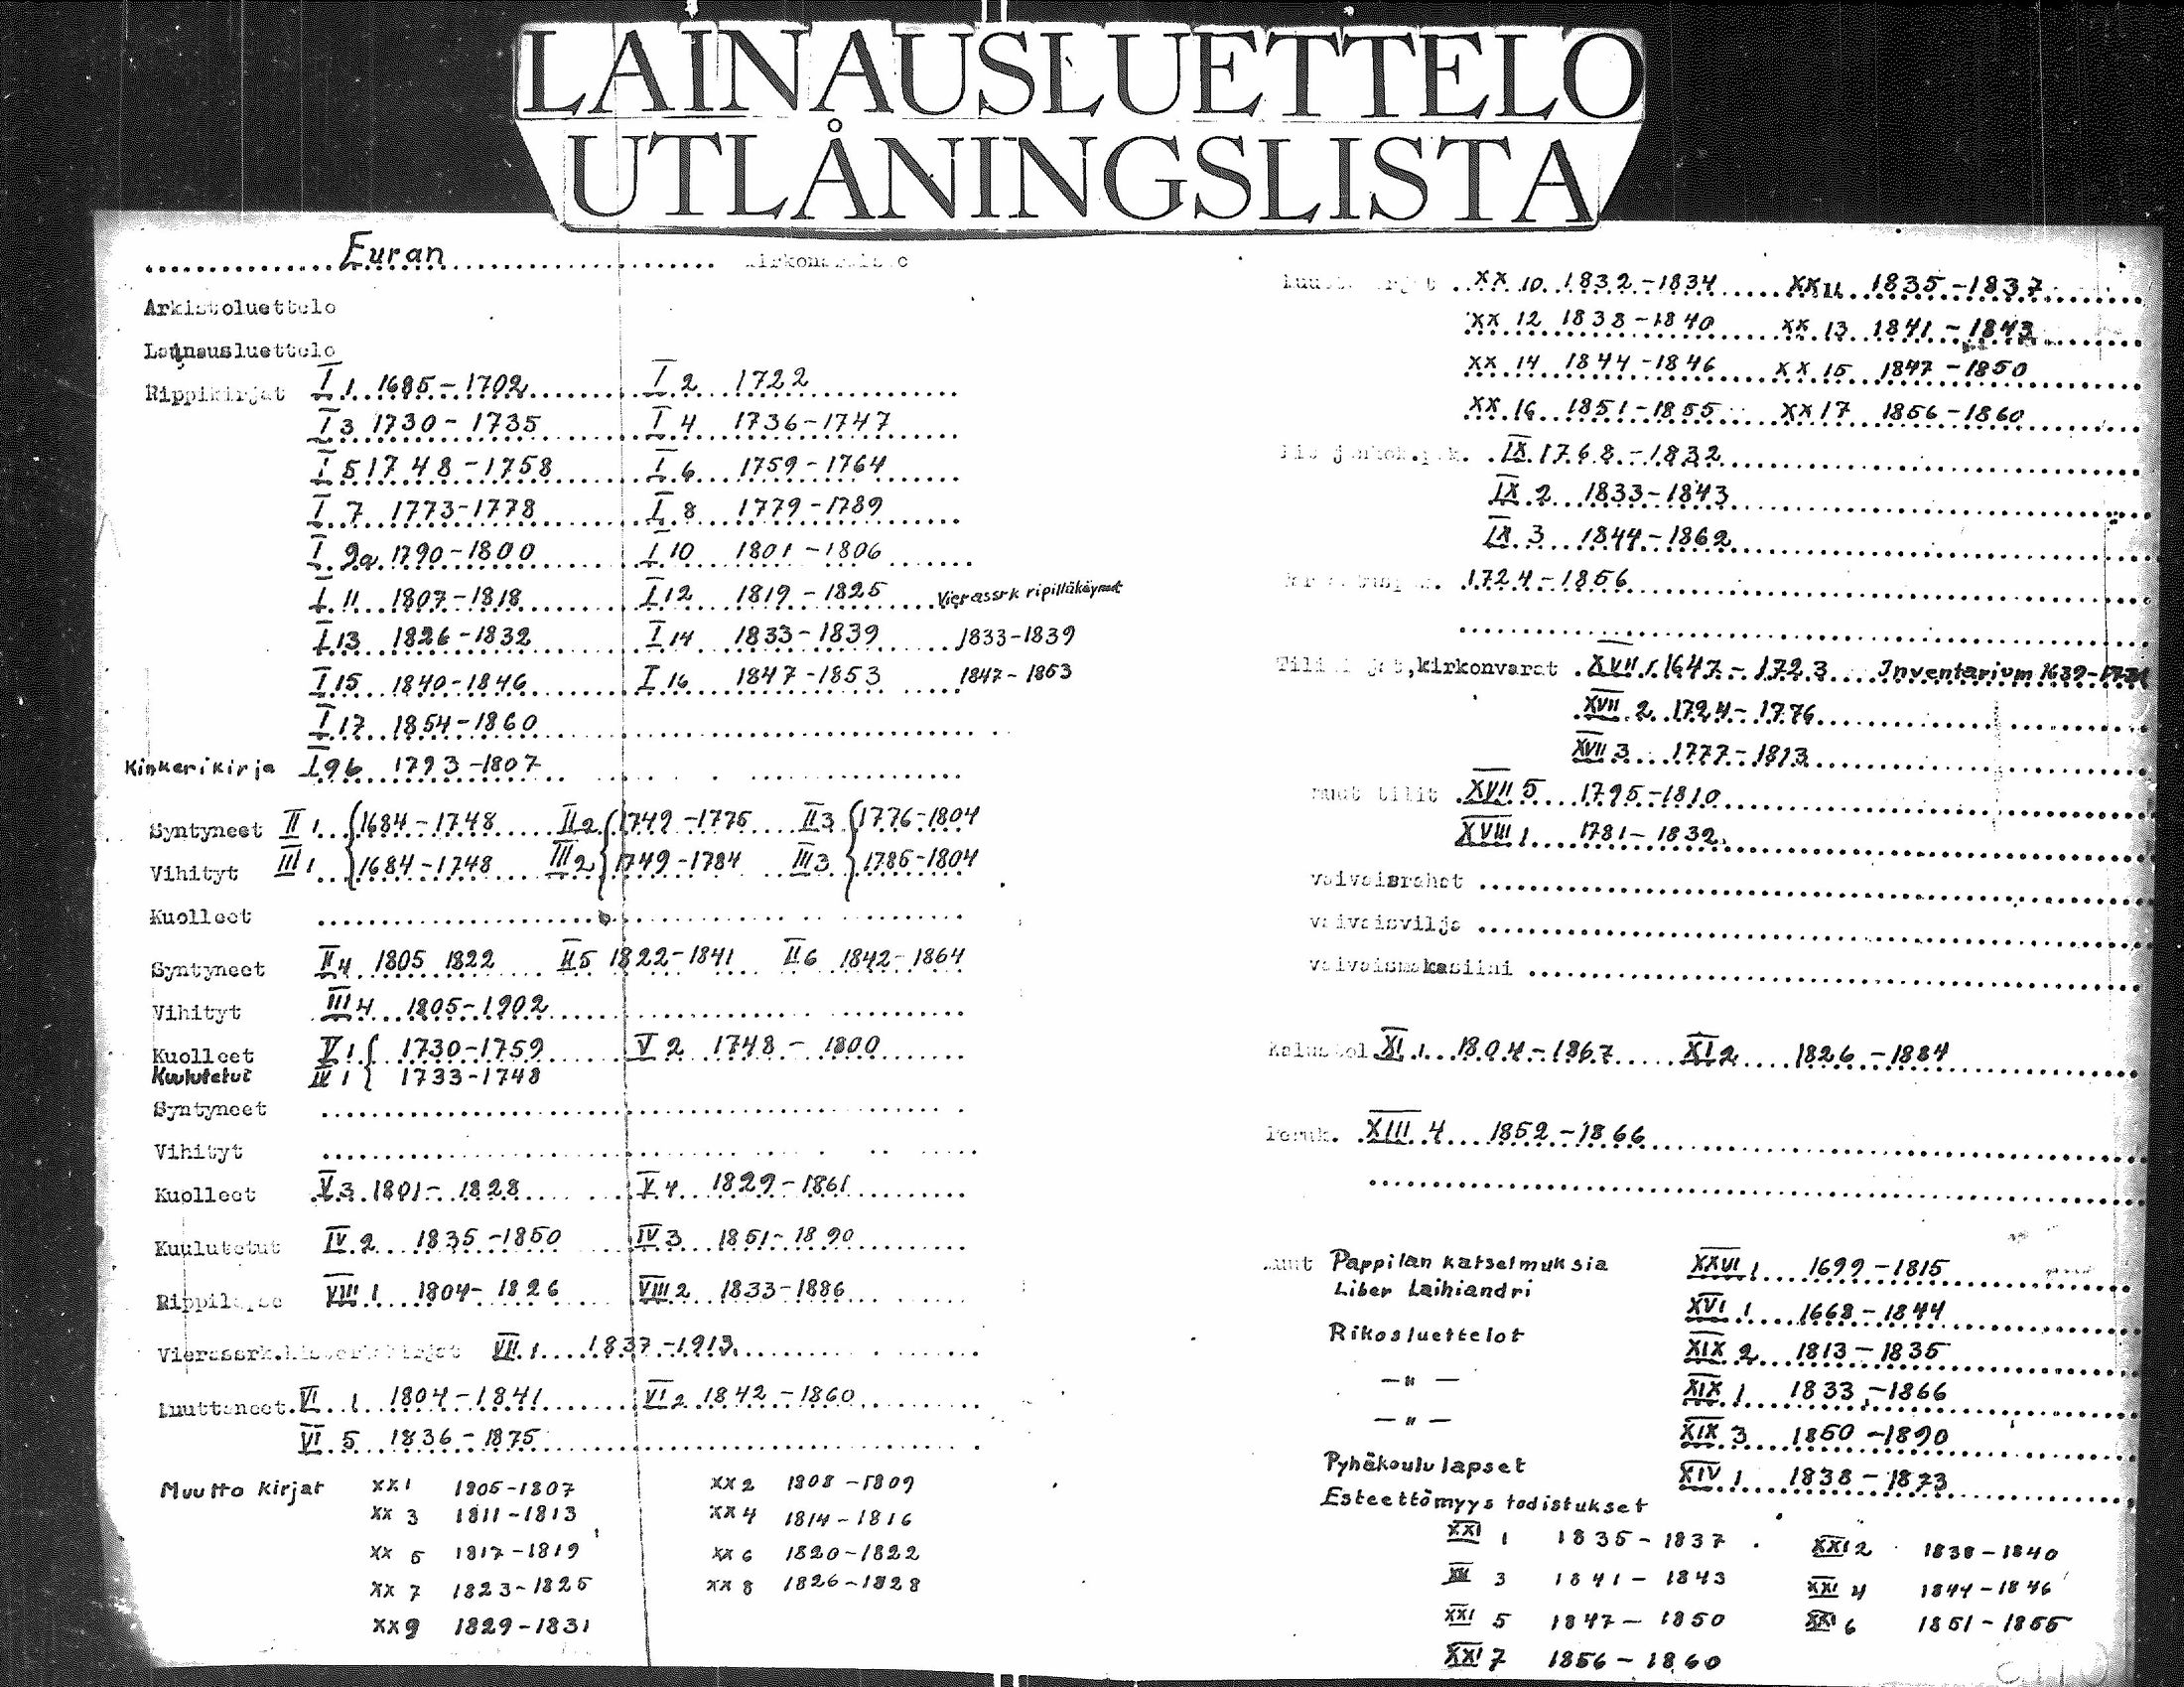 LAINAUSLUETTELO
UTLÅNINGSLISTA
Euran
Arkistoluettelo
Lainausluettelo
Rippikirjat I 1 1685-1702 I 2 1722
I 3 1730-1735 I 4 1736-1747
I 5 1748-1758 I 6 1759-1764
I 7 1773-1778 I 8 1779-1789
I 9a 1790-1800 I 10 1801-1806
I 11 1807-1818 I 12 1819-1825 Vierassrk ripilläkäyneet
I 13 1826-1832 I 14 1833-1839 1833-1839
I 15 1840-1846 I 16 1847-1853 1847-1853
I 17 1854-1860
Kinkerikirja I 9b 1793-1807
Syntyneet II 1 1684-1748 II 2 1749-1775 II 3 1776-1804
Vihityt III 1 1684-1748 III 2 1749-1784 III 3 1785-1804
Kuolleet
Syntyneet II 4 1805 1822 II 5 1822-1841 II 6 1842-1864
Vihityt III 4 1805-1902
Kuolleet V 1 1730-1759 V 2 1748-1800
Kuulutetut IV 1 1733-1748
Syntyneet
Vihityt
Kuolleet V 3 1801-1828 V 4 1829-1861
Kuulutetut IV 2 1835-1850 IV 3 1851-1890
VIII 1 1804-1826 VIII 2 1833-1886
Vierassrk. VII 1 1837-1913
Muuttaneet VI 1 1804-1841 VI 2 1842-1860
VI 5 1836-1875
Muutto kirjat XX 1 1805-1807 XX 2 1808-1809
XX 3 1811-1813 XX 4 1814-1816
XX 5 1817-1819 XX 6 1820-1822
XX 7 1823-1825 XX 8 1826-1828
XX 9 1829-1831
XX 10 1832-1834 XX 11 1835-1837
XX 12 1838-1840 XX 13 1841-1843
XX 14 1844-1846 XX 15 1847-1850
XX 16 1851-1855 XX 17 1856-1860
IX 1768-1832
IX 2 1833-1843
IX 3 1844-1862
1724-1856
kirkonvarat XVII 1 1647-1723 Inventarium
XVII 2 1724-1776
XVII 3 1777-1813
muut tilit XVII 5 1795-1810
XVIII 1 1781-1832
vaivaisrahat
vaivaisvilja
vaivaismakasiini
XI 1 1804-1867 XI 2 1826-1884
XIII 4 1852-1866
muut Pappilan katselmuksia XXVI 1 1699-1815
Liber Laihiandri XVI 1 1668-1844
Rikosluettelot XIX 2 1813-1835
—"— XIX 1 1833-1866
—"— XIX 3 1850-1890
Pyhäkoulu lapset XIV 1 1838-1873
Esteettömyys todistukset
XXI 1 1835-1837 XXI 2 1838-1840
XXI 3 1841-1843 XXI 4 1844-1846
XXI 5 1847-1850 XXI 6 1851-1855
XXI 7 1856-1860